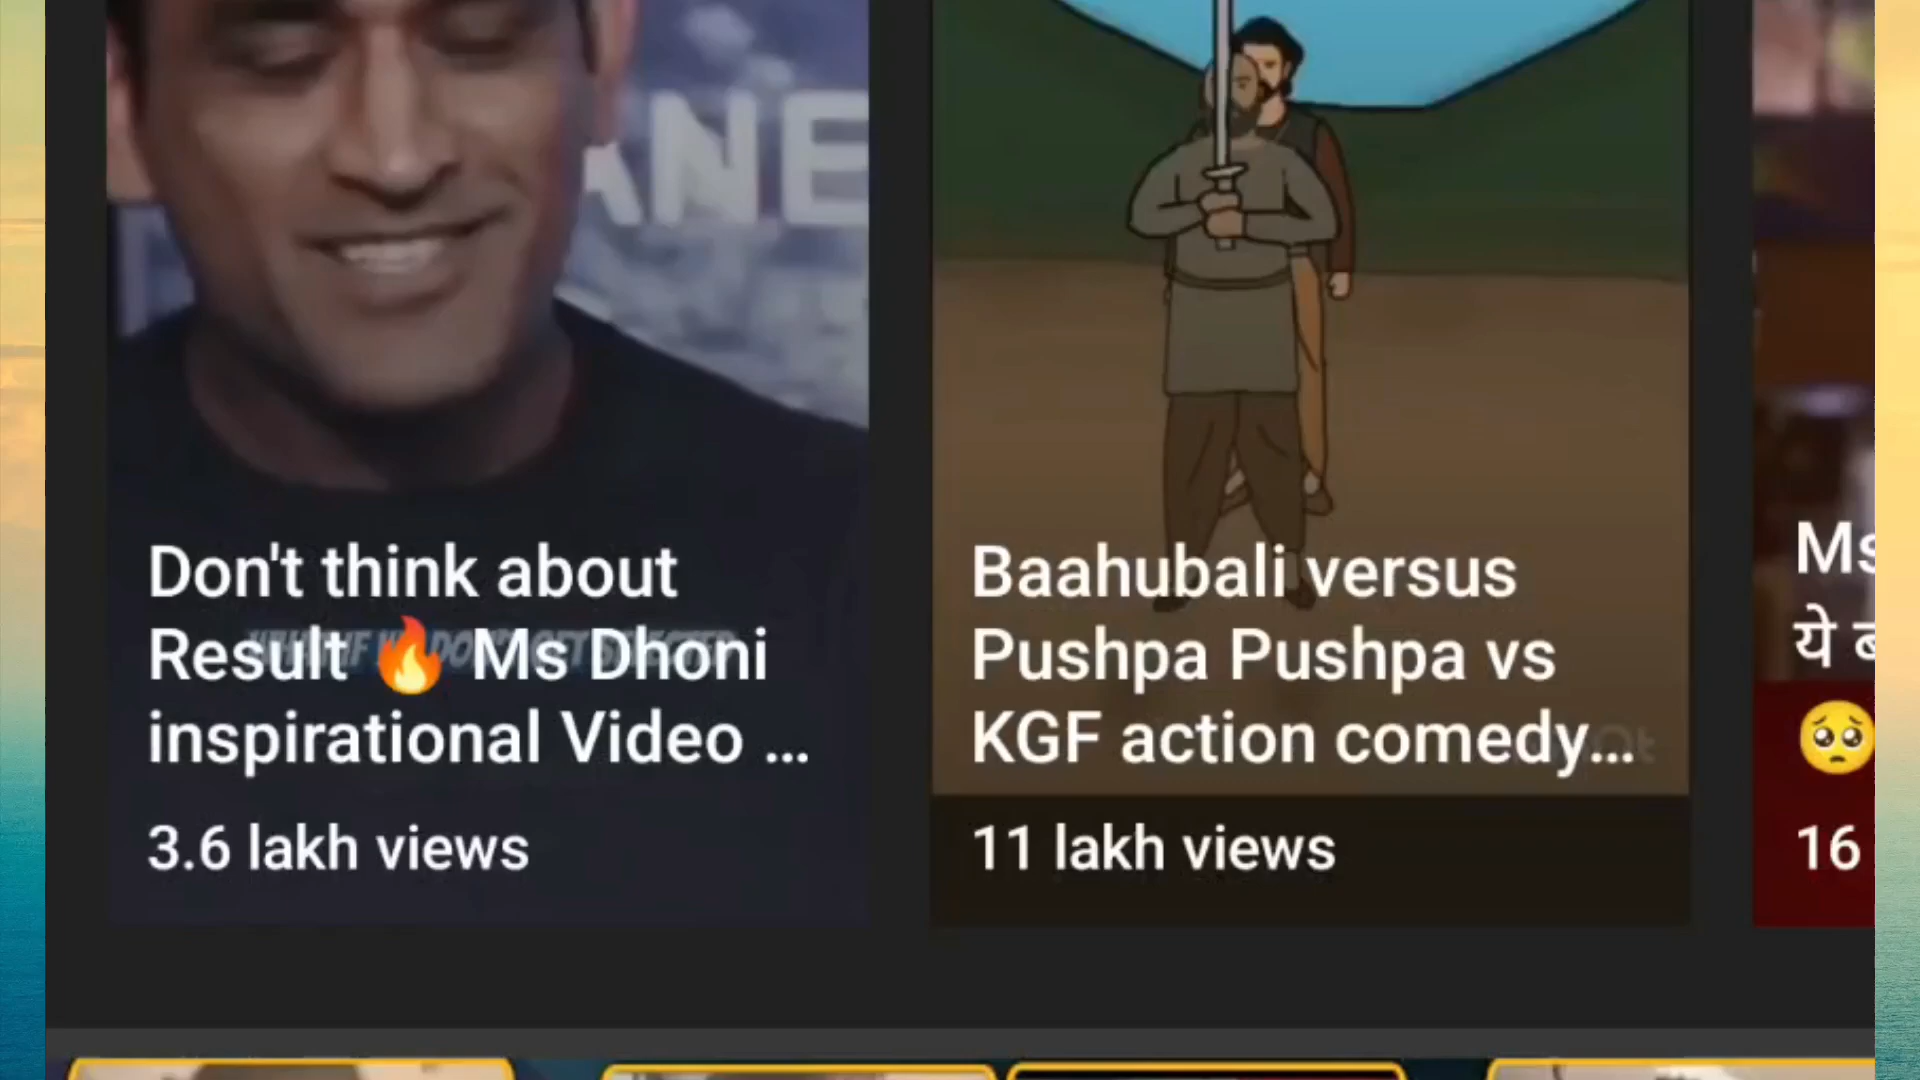 ANE
Don't think about
Result 🔥 Ms Dhoni
inspirational Video ...
3.6 lakh views
Baahubali versus
Pushpa Pushpa vs
KGF action comedy...
11 lakh views
Ms
ये
🥺
16